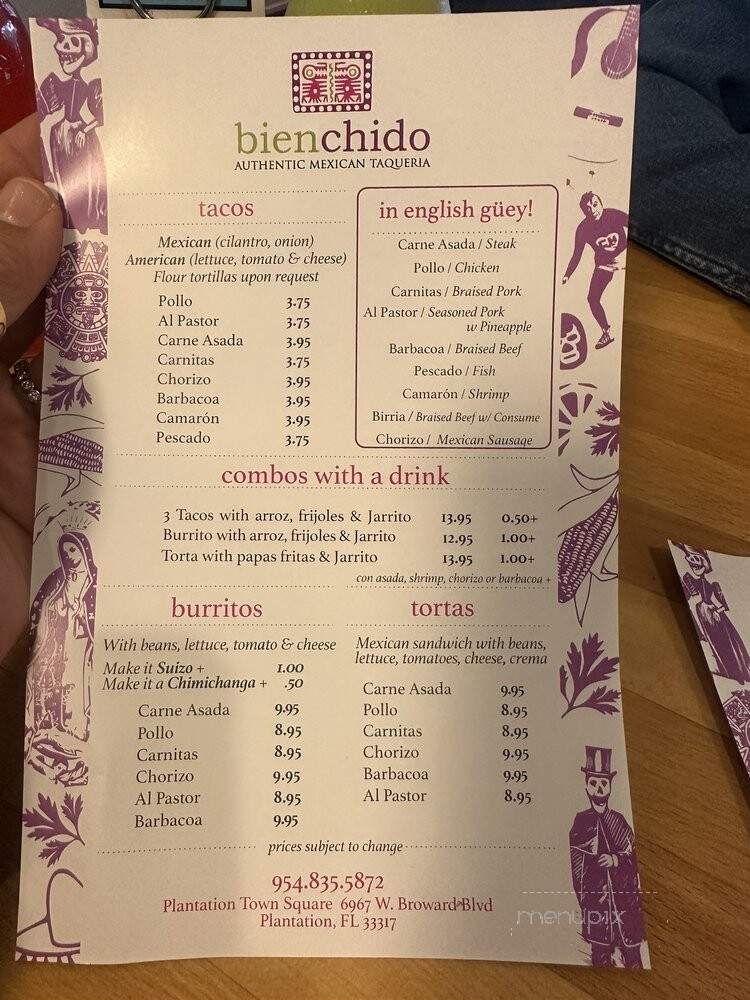 bienchido
AUTHENTIC MEXICAN TAQUERIA
tacos
Mexican (cilantro, onion)
American (lettuce, tomato & cheese)
Flour tortillas upon request
Pollo 3.75
Al Pastor 3.75
Carne Asada 3.95
Carnitas 3.75
Chorizo 3.95
Barbacoa 3.95
Camarón 3.95
Pescado 3.75
in english güey!
Carne Asada / Steak
Pollo / Chicken
Carnitas / Braised Pork
Al Pastor / Seasoned Pork
w Pineapple
Barbacoa / Braised Beef
Pescado / Fish
Camarón / Shrimp
Birria / Braised Beef w/ Consume
Chorizo / Mexican Sausage
combos with a drink
3 Tacos with arroz, frijoles & Jarrito 13.95 0.50+
Burrito with arroz, frijoles & Jarrito 12.95 1.00+
Torta with papas fritas & Jarrito 13.95 1.00+
con asada, shrimp, chorizo or barbacoa +
burritos
With beans, lettuce, tomato & cheese
Make it Suizo + 1.00
Make it a Chimichanga + .50
Carne Asada 9.95
Pollo 8.95
Carnitas 8.95
Chorizo 9.95
Al Pastor 8.95
Barbacoa 9.95
tortas
Mexican sandwich with beans,
lettuce, tomatoes, cheese, crema
Carne Asada 9.95
Pollo 8.95
Carnitas 8.95
Chorizo 9.95
Barbacoa 9.95
Al Pastor 8.95
prices subject to change
954.835.5872
Plantation Town Square 6967 W. Broward Blvd
Plantation, FL 33317
menupix